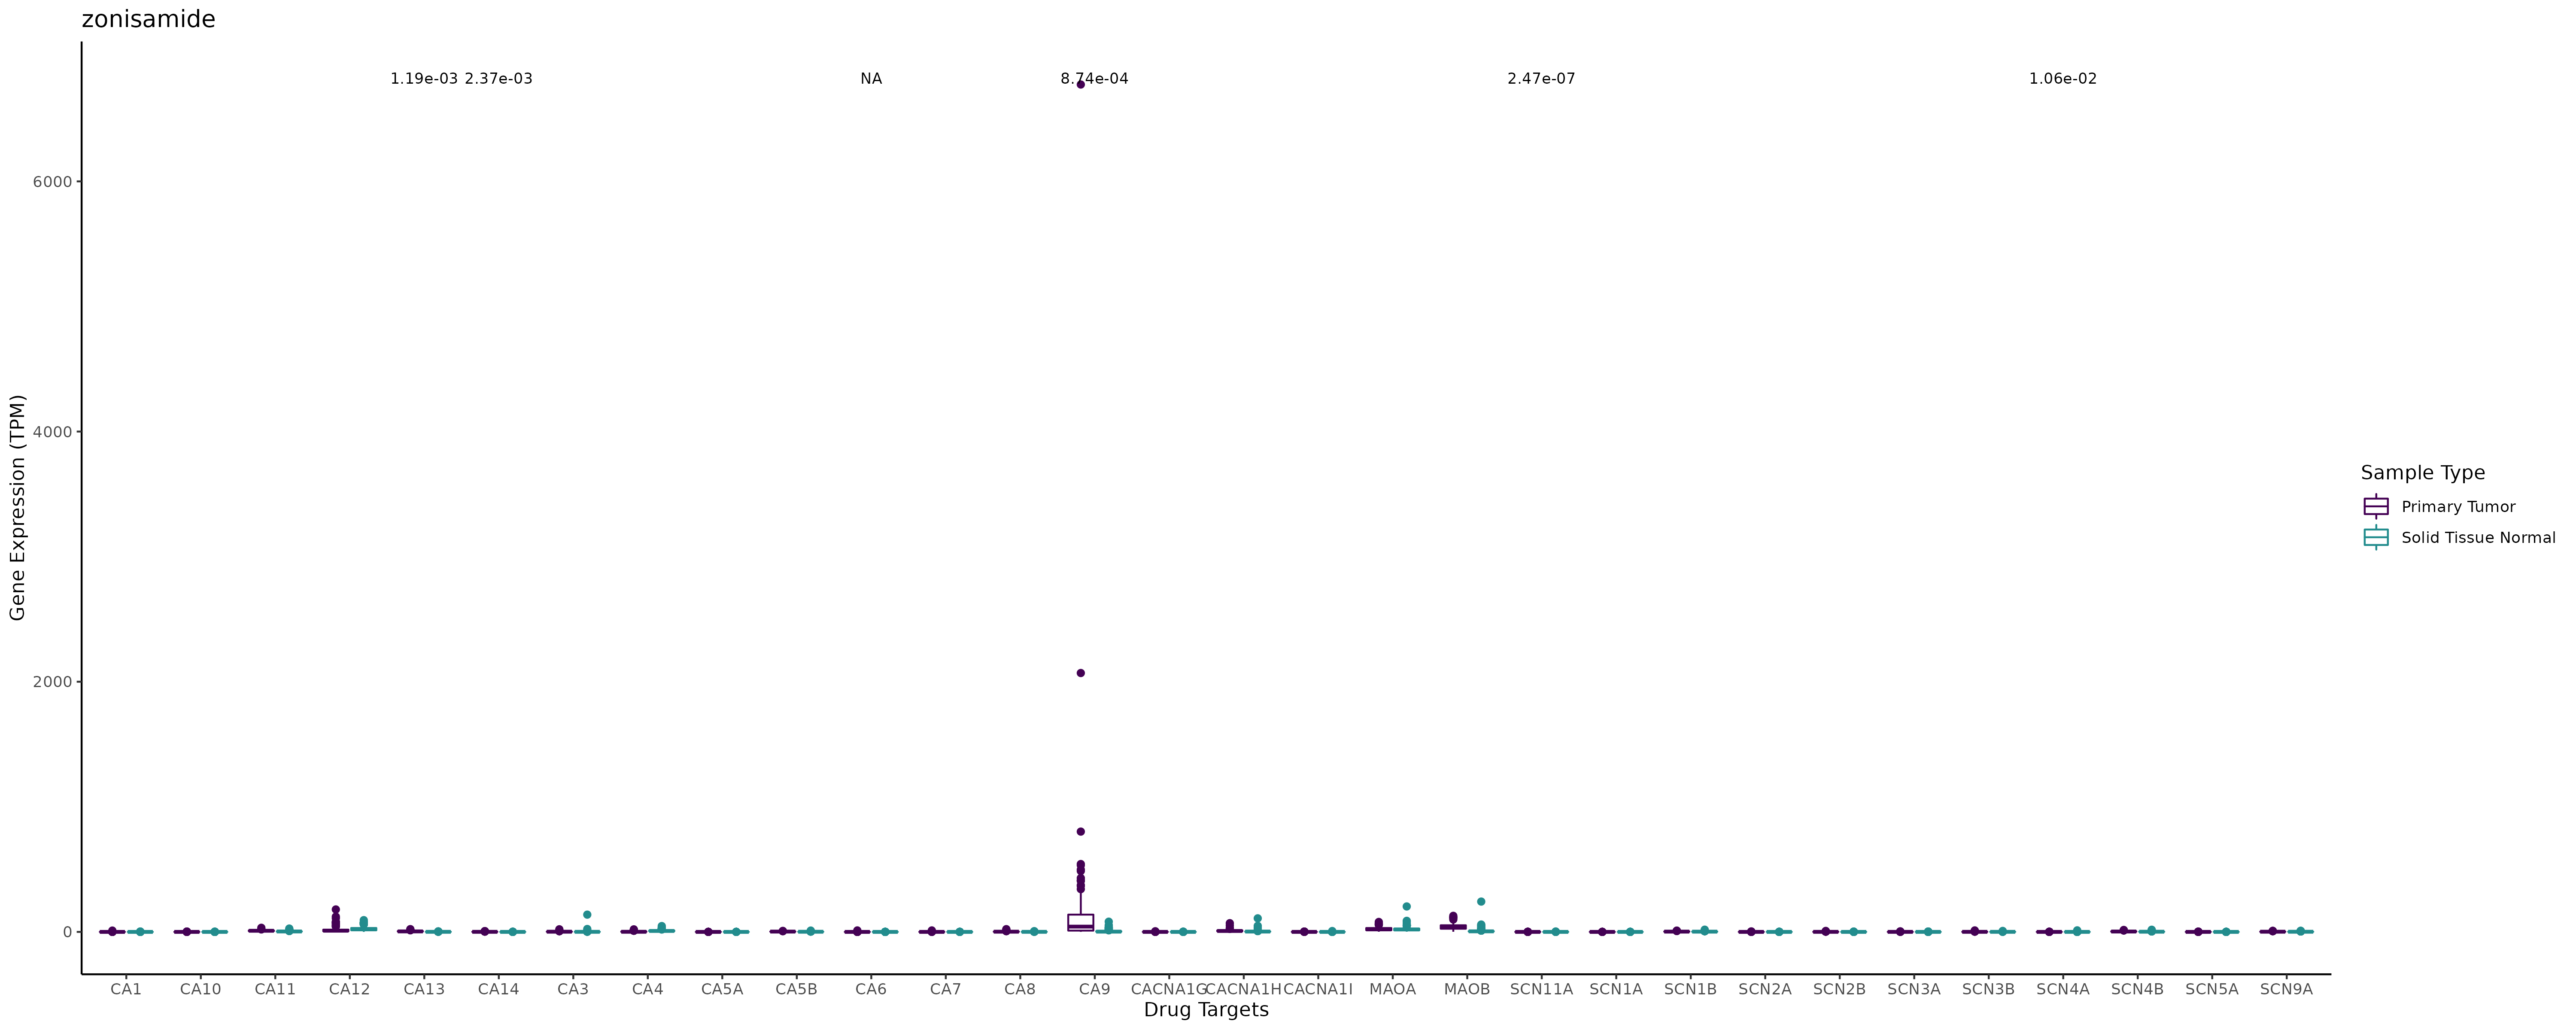 zonisamide
1.19e-03 2.37e-03 NA 8.74e-04 2.47e-07 1.06e-02
6000
4000
2000
0
Gene Expression (TPM)
CA1 CA10 CA11 CA12 CA13 CA14 CA3 CA4 CA5A CA5B CA6 CA7 CA8 CA9 CACNA1G CACNA1H CACNA1I MAOA MAOB SCN11A SCN1A SCN1B SCN2A SCN2B SCN3A SCN3B SCN4A SCN4B SCN5A SCN9A
Drug Targets
Sample Type
Primary Tumor
Solid Tissue Normal